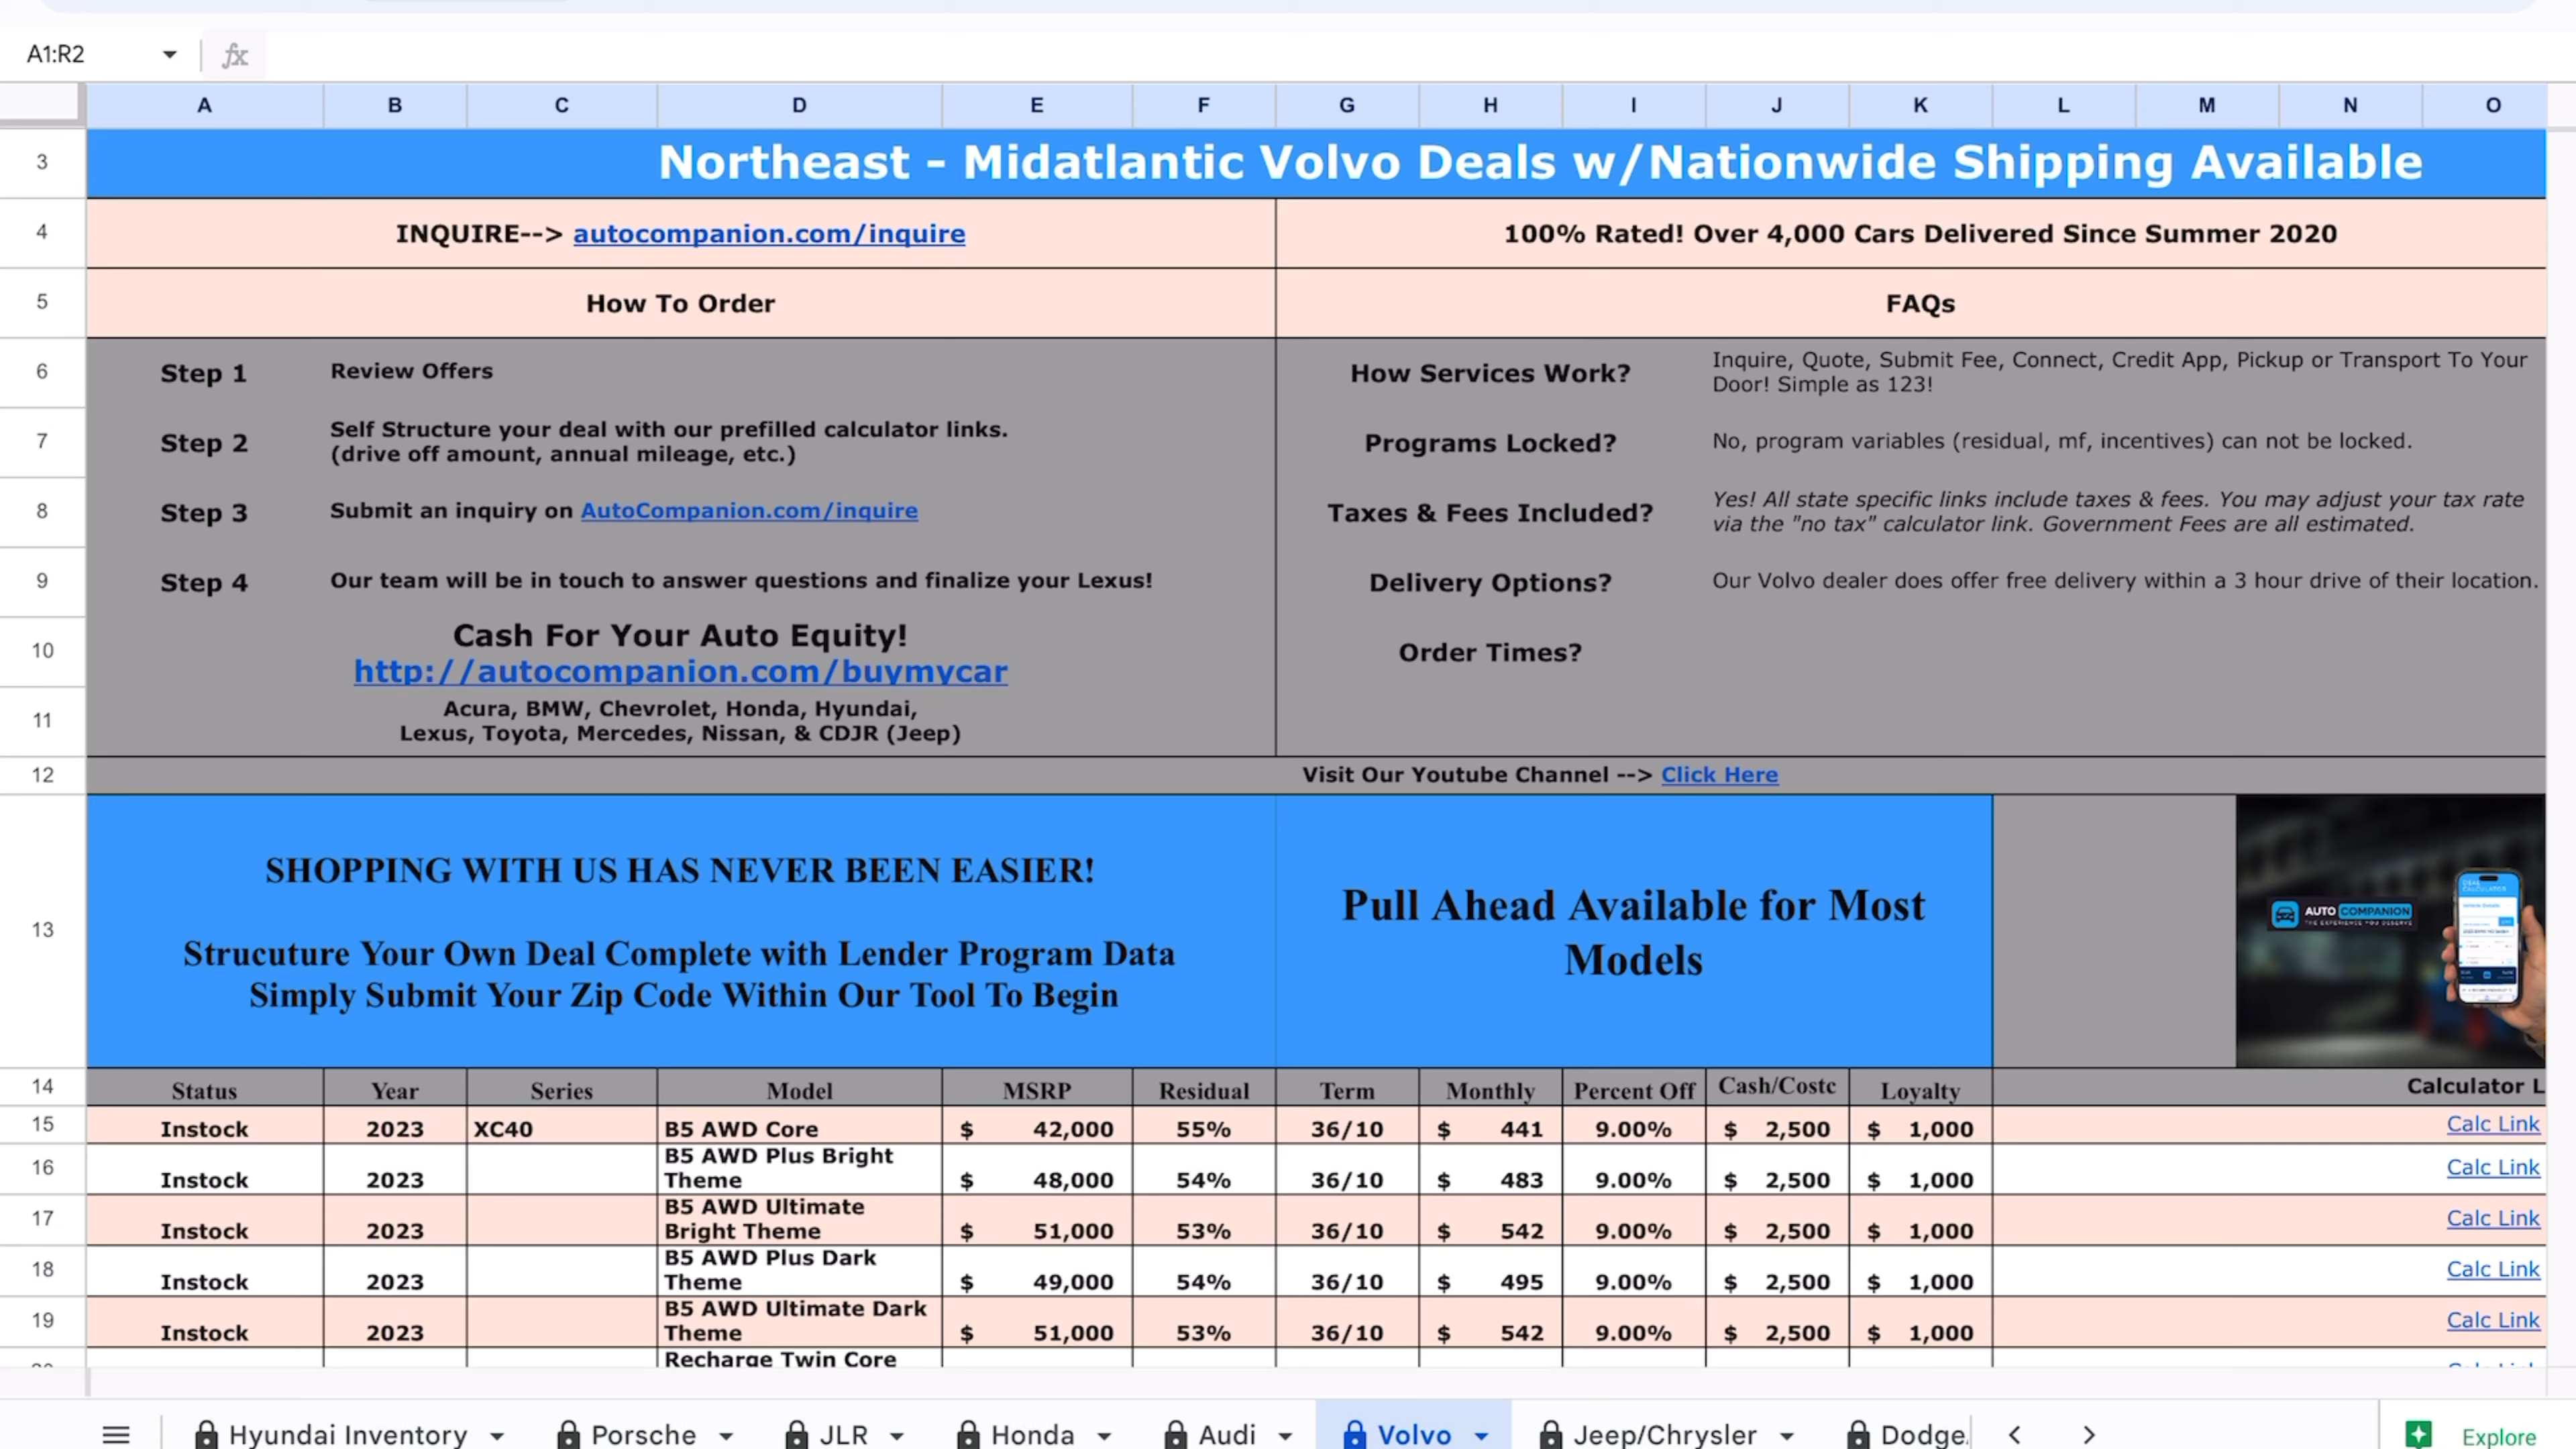 A1:R2
fx
A B C D E F G H I J K L M N O
3 Northeast - Midatlantic Volvo Deals w/Nationwide Shipping Available
4 INQUIRE--> autocompanion.com/inquire 100% Rated! Over 4,000 Cars Delivered Since Summer 2020
5 How To Order FAQs
6 Step 1 Review Offers How Services Work? Inquire, Quote, Submit Fee, Connect, Credit App, Pickup or Transport To Your
Door! Simple as 123!
7 Step 2 Self Structure your deal with our prefilled calculator links.
(drive off amount, annual mileage, etc.)
Programs Locked? No, program variables (residual, mf, incentives) can not be locked.
8 Step 3 Submit an inquiry on AutoCompanion.com/inquire
Taxes & Fees Included? Yes! All state specific links include taxes & fees. You may adjust your tax rate
via the "no tax" calculator link. Government Fees are all estimated.
9 Step 4 Our team will be in touch to answer questions and finalize your Lexus!
Delivery Options? Our Volvo dealer does offer free delivery within a 3 hour drive of their location.
10 Cash For Your Auto Equity!
http://autocompanion.com/buymycar
Order Times?
11 Acura, BMW, Chevrolet, Honda, Hyundai,
Lexus, Toyota, Mercedes, Nissan, & CDJR (Jeep)
12 Visit Our Youtube Channel --> Click Here
13 SHOPPING WITH US HAS NEVER BEEN EASIER!
Strucuture Your Own Deal Complete with Lender Program Data
Simply Submit Your Zip Code Within Our Tool To Begin
Pull Ahead Available for Most
Models
AUTO COMPANION
THE EXPERIENCE YOU DESERVE
14 Status Year Series Model MSRP Residual Term Monthly Percent Off Cash/Costc Loyalty Calculator L
15 Instock 2023 XC40 B5 AWD Core $ 42,000 55% 36/10 $ 441 9.00% $ 2,500 $ 1,000 Calc Link
16 Instock 2023 B5 AWD Plus Bright
Theme $ 48,000 54% 36/10 $ 483 9.00% $ 2,500 $ 1,000 Calc Link
17 Instock 2023 B5 AWD Ultimate
Bright Theme $ 51,000 53% 36/10 $ 542 9.00% $ 2,500 $ 1,000 Calc Link
18 Instock 2023 B5 AWD Plus Dark
Theme $ 49,000 54% 36/10 $ 495 9.00% $ 2,500 $ 1,000 Calc Link
19 Instock 2023 B5 AWD Ultimate Dark
Theme $ 51,000 53% 36/10 $ 542 9.00% $ 2,500 $ 1,000 Calc Link
Recharge Twin Core
Hyundai Inventory Porsche JLR Honda Audi Volvo Jeep/Chrysler Dodge Explore